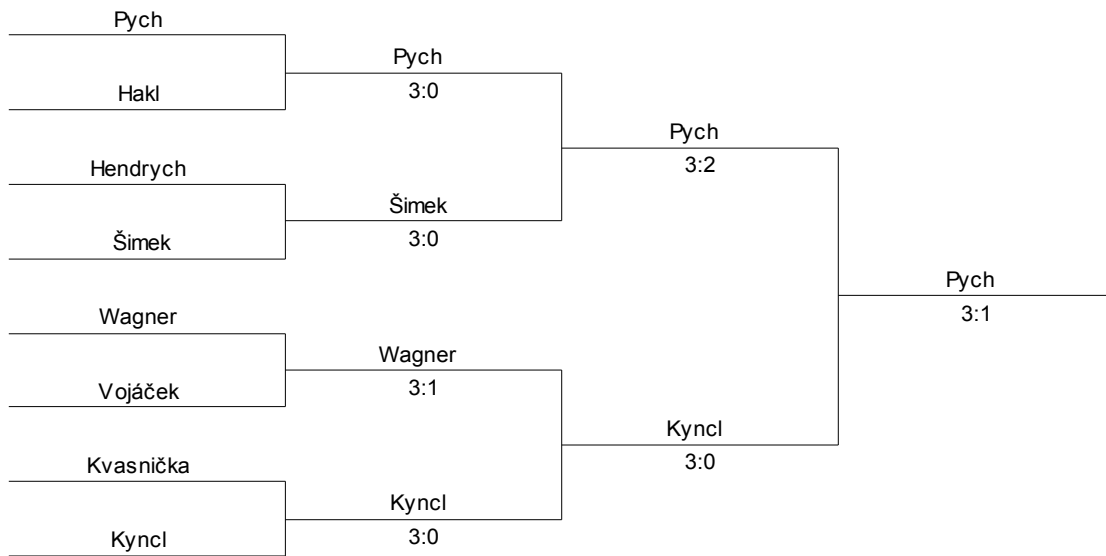 Pych
Pych
3:0
Hakl
Pych
3:2
Hendrych
Šimek
3:0
Šimek
Pych
3:1
Wagner
Wagner
3:1
Vojáček
Kyncl
3:0
Kvasnička
Kyncl
3:0
Kyncl